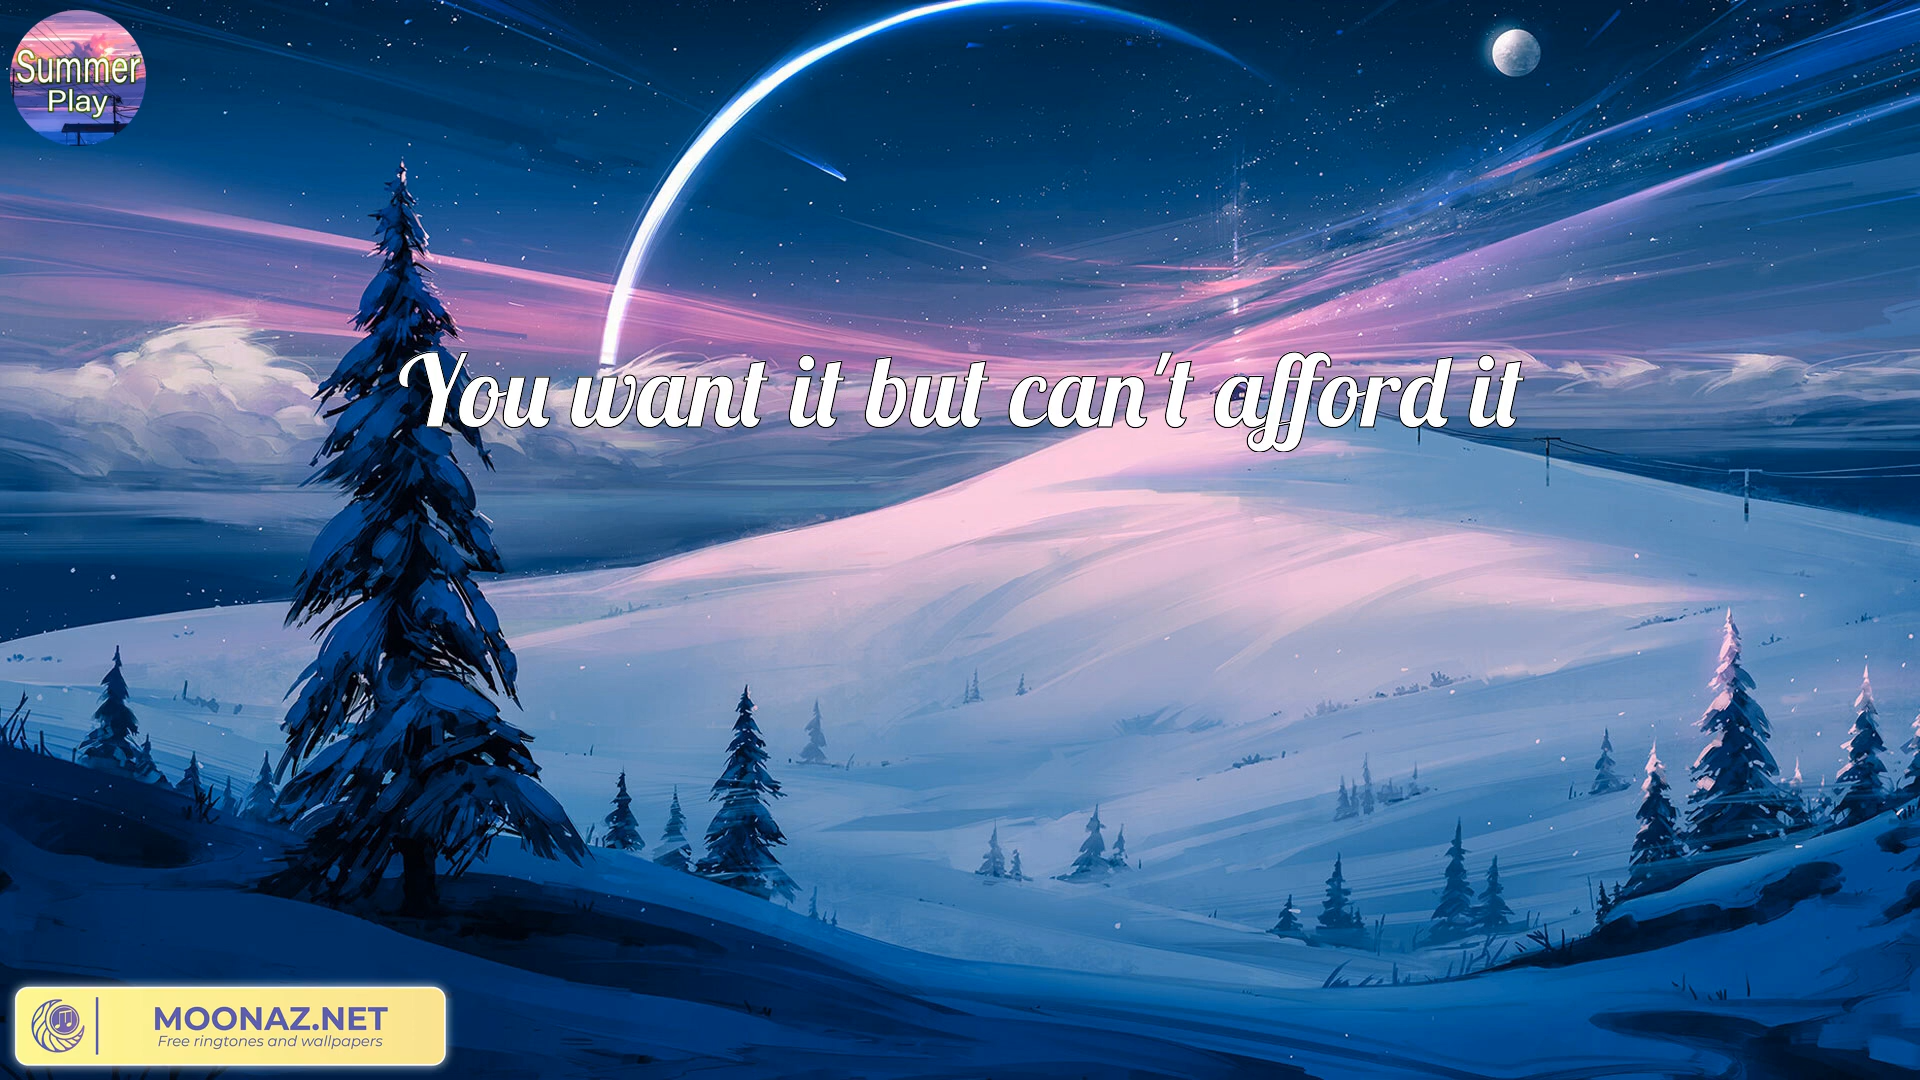 Summer
Play
You want it but can't afford it
MOONAZ.NET
Free ringtones and wallpapers